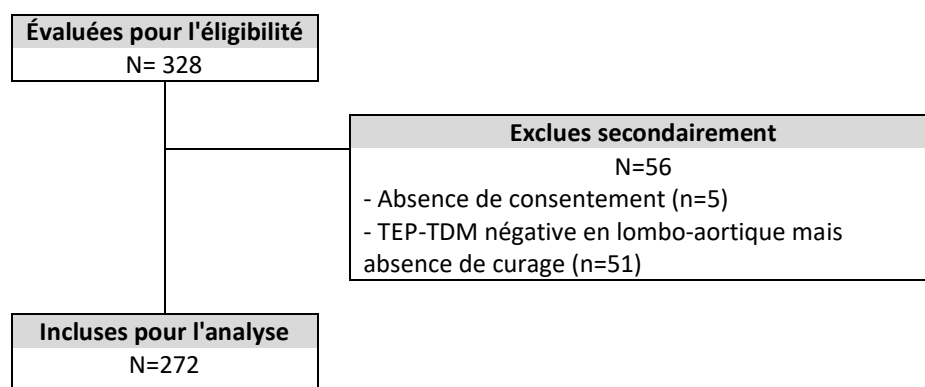 Évaluées pour l'éligibilité
N= 328
Exclues secondairement
N=56
- Absence de consentement (n=5)
- TEP-TDM négative en lombo-aortique mais
absence de curage (n=51)
Incluses pour l'analyse
N=272